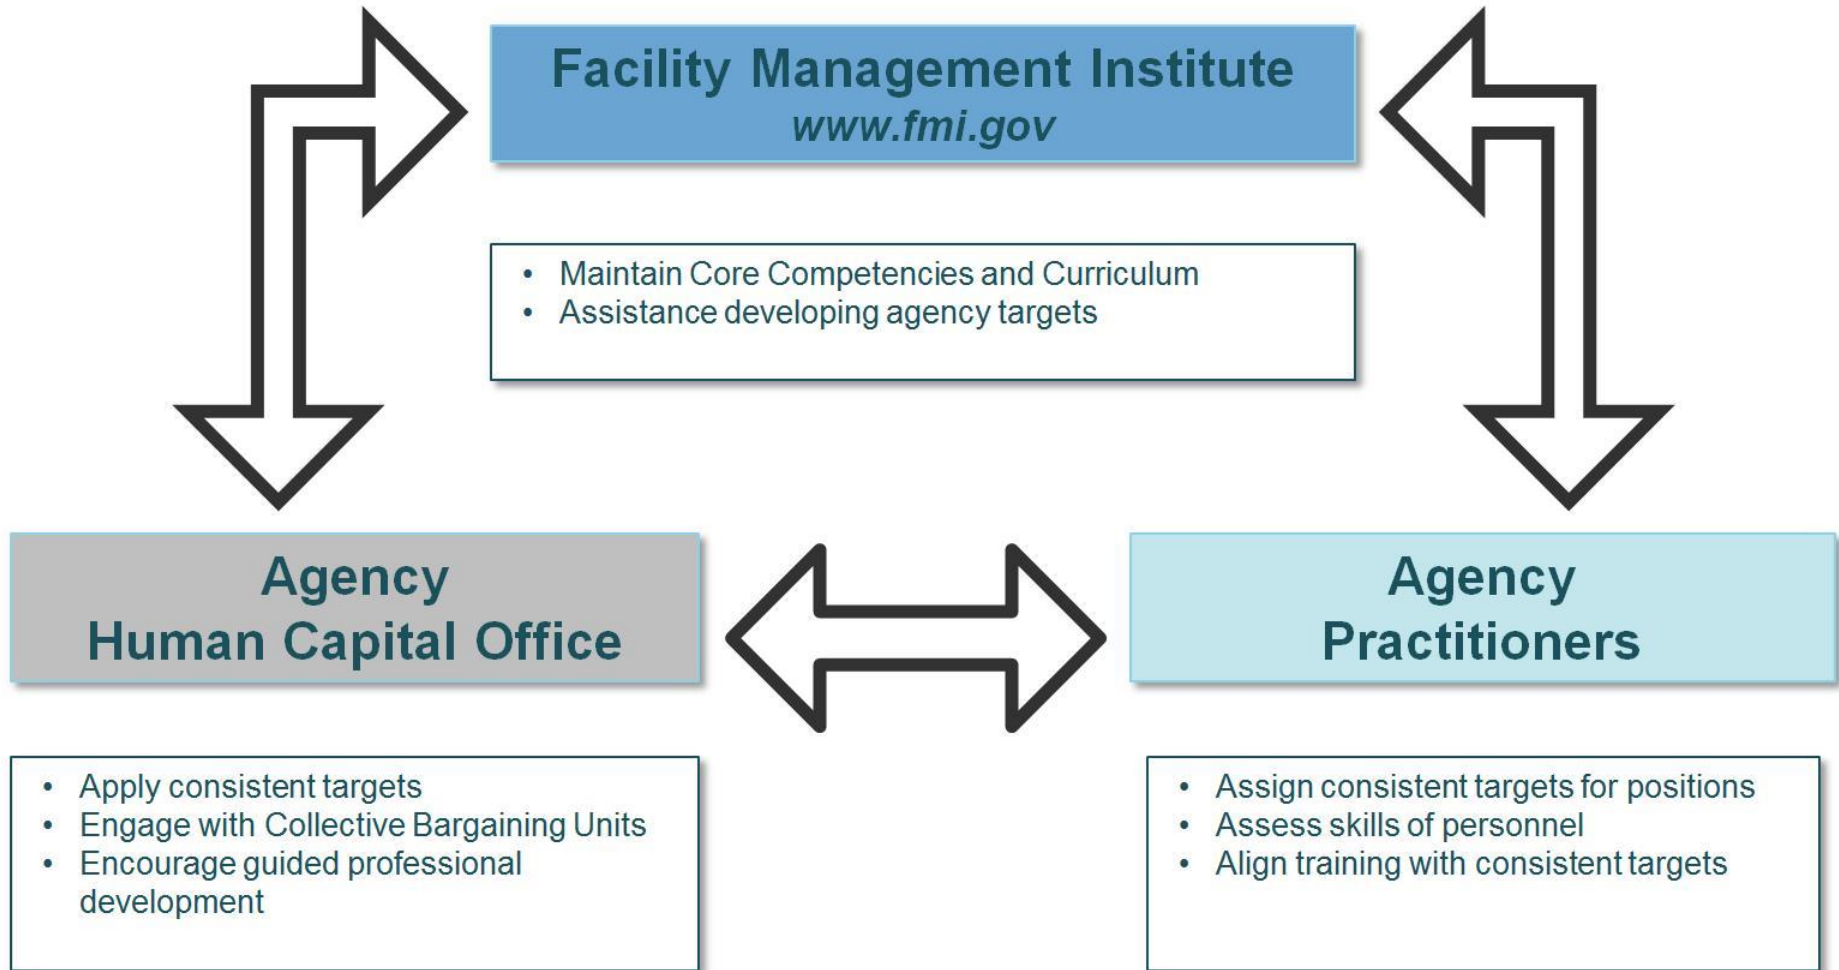 Facility Management Institute
www.fmi.gov
• Maintain Core Competencies and Curriculum
• Assistance developing agency targets
Agency
Human Capital Office
Agency
Practitioners
• Apply consistent targets
• Engage with Collective Bargaining Units
• Encourage guided professional
development
• Assign consistent targets for positions
• Assess skills of personnel
• Align training with consistent targets